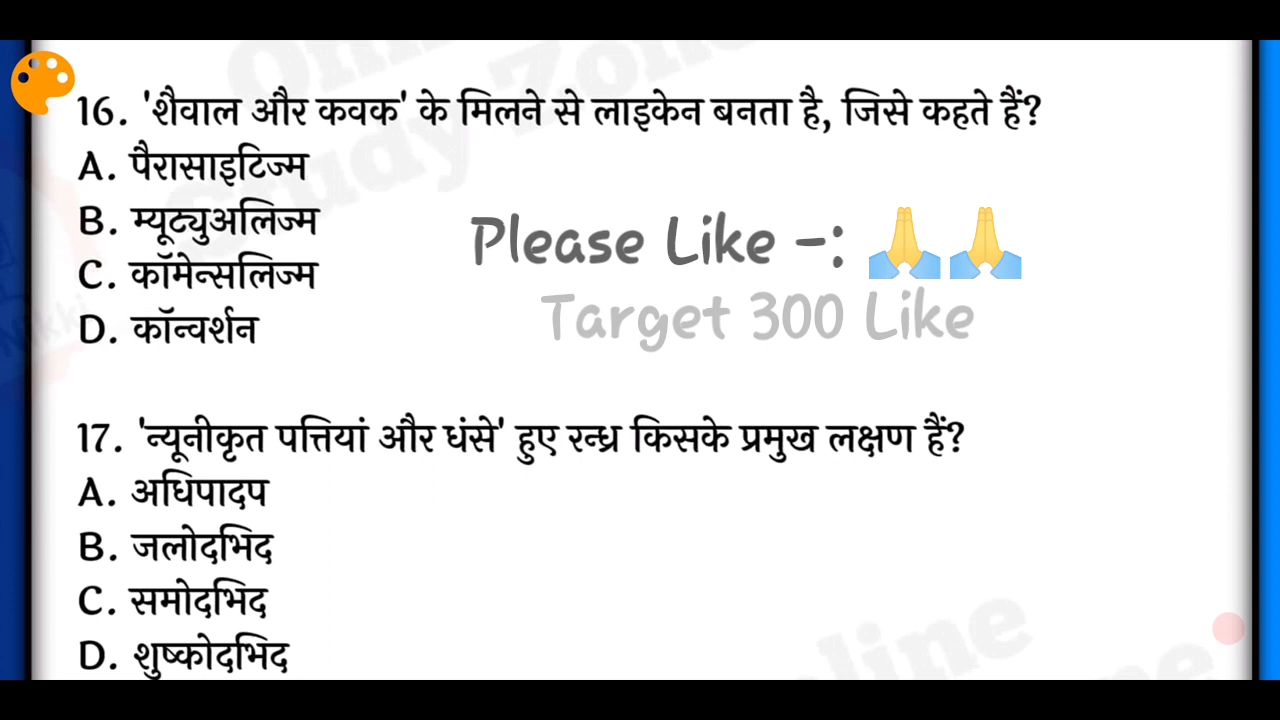 16. 'शैवाल और कवक' के मिलने से लाइकेन बनता है, जिसे कहते हैं?
A. पैरासाइटिज्म
B. म्यूट्युअलिज्म
C. कॉमेन्सलिज्म
D. कॉन्वर्शन
Please Like –: 🙏 🙏
Target 300 Like
17. 'न्यूनीकृत पत्तियां और धंसे' हुए रन्ध्र किसके प्रमुख लक्षण हैं?
A. अधिपादप
B. जलोदभिद
C. समोदभिद
D. शुष्कोदभिद